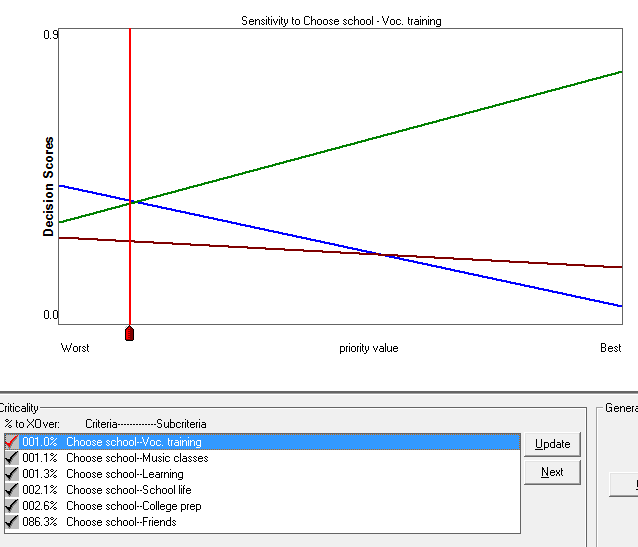 Sensitivity to Choose school - Voc. training
0.9
Decision Scores
0.0
Worst priority value Best
Criticality
% to XOver: Criteria------------Subcriteria
001.0% Choose school--Voc. training
001.1% Choose school--Music classes
001.3% Choose school--Learning
002.1% Choose school--School life
002.6% Choose school--College prep
086.3% Choose school--Friends
Update
Next
Genera